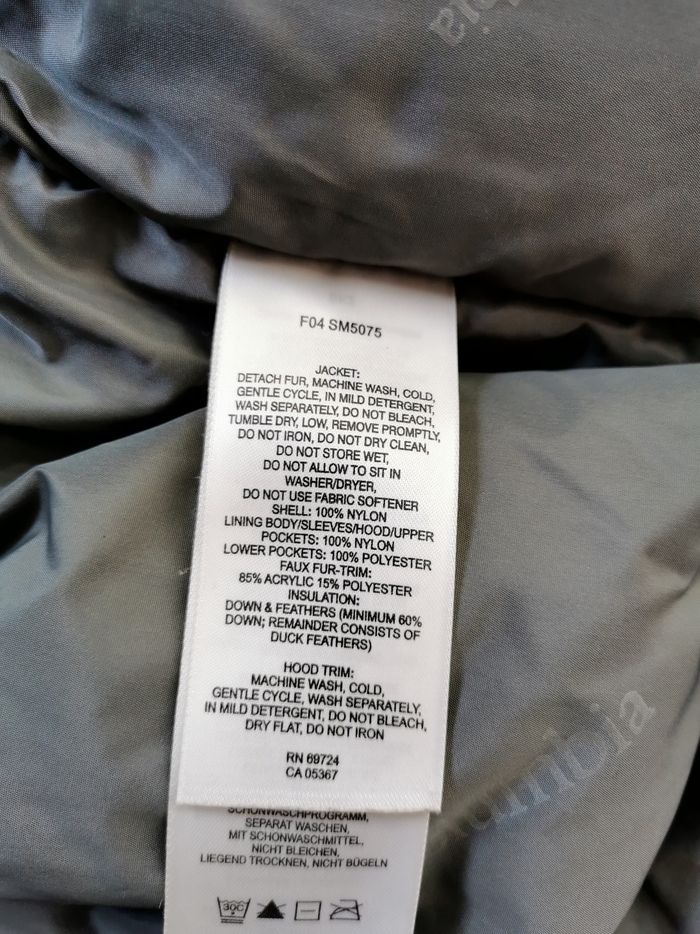 bia
F04 SM5075
JACKET:
DETACH FUR, MACHINE WASH, COLD,
GENTLE CYCLE, IN MILD DETERGENT,
WASH SEPARATELY, DO NOT BLEACH,
TUMBLE DRY, LOW, REMOVE PROMPTLY,
DO NOT IRON, DO NOT DRY CLEAN,
DO NOT STORE WET,
DO NOT ALLOW TO SIT IN
WASHER/DRYER,
DO NOT USE FABRIC SOFTENER
SHELL: 100% NYLON
LINING BODY/SLEEVES/HOOD/UPPER
POCKETS: 100% NYLON
LOWER POCKETS: 100% POLYESTER
FAUX FUR-TRIM:
85% ACRYLIC 15% POLYESTER
INSULATION:
DOWN & FEATHERS (MINIMUM 60%
DOWN; REMAINDER CONSISTS OF
DUCK FEATHERS)
HOOD TRIM:
MACHINE WASH, COLD,
GENTLE CYCLE, WASH SEPARATELY,
IN MILD DETERGENT, DO NOT BLEACH,
DRY FLAT, DO NOT IRON
RN 69724
CA 05367
umbia
SCHONWASCHPROGRAMM,
SEPARAT WASCHEN,
MIT SCHONWASCHMITTEL,
NICHT BLEICHEN,
LIEGEND TROCKNEN, NICHT BÜGELN
30C